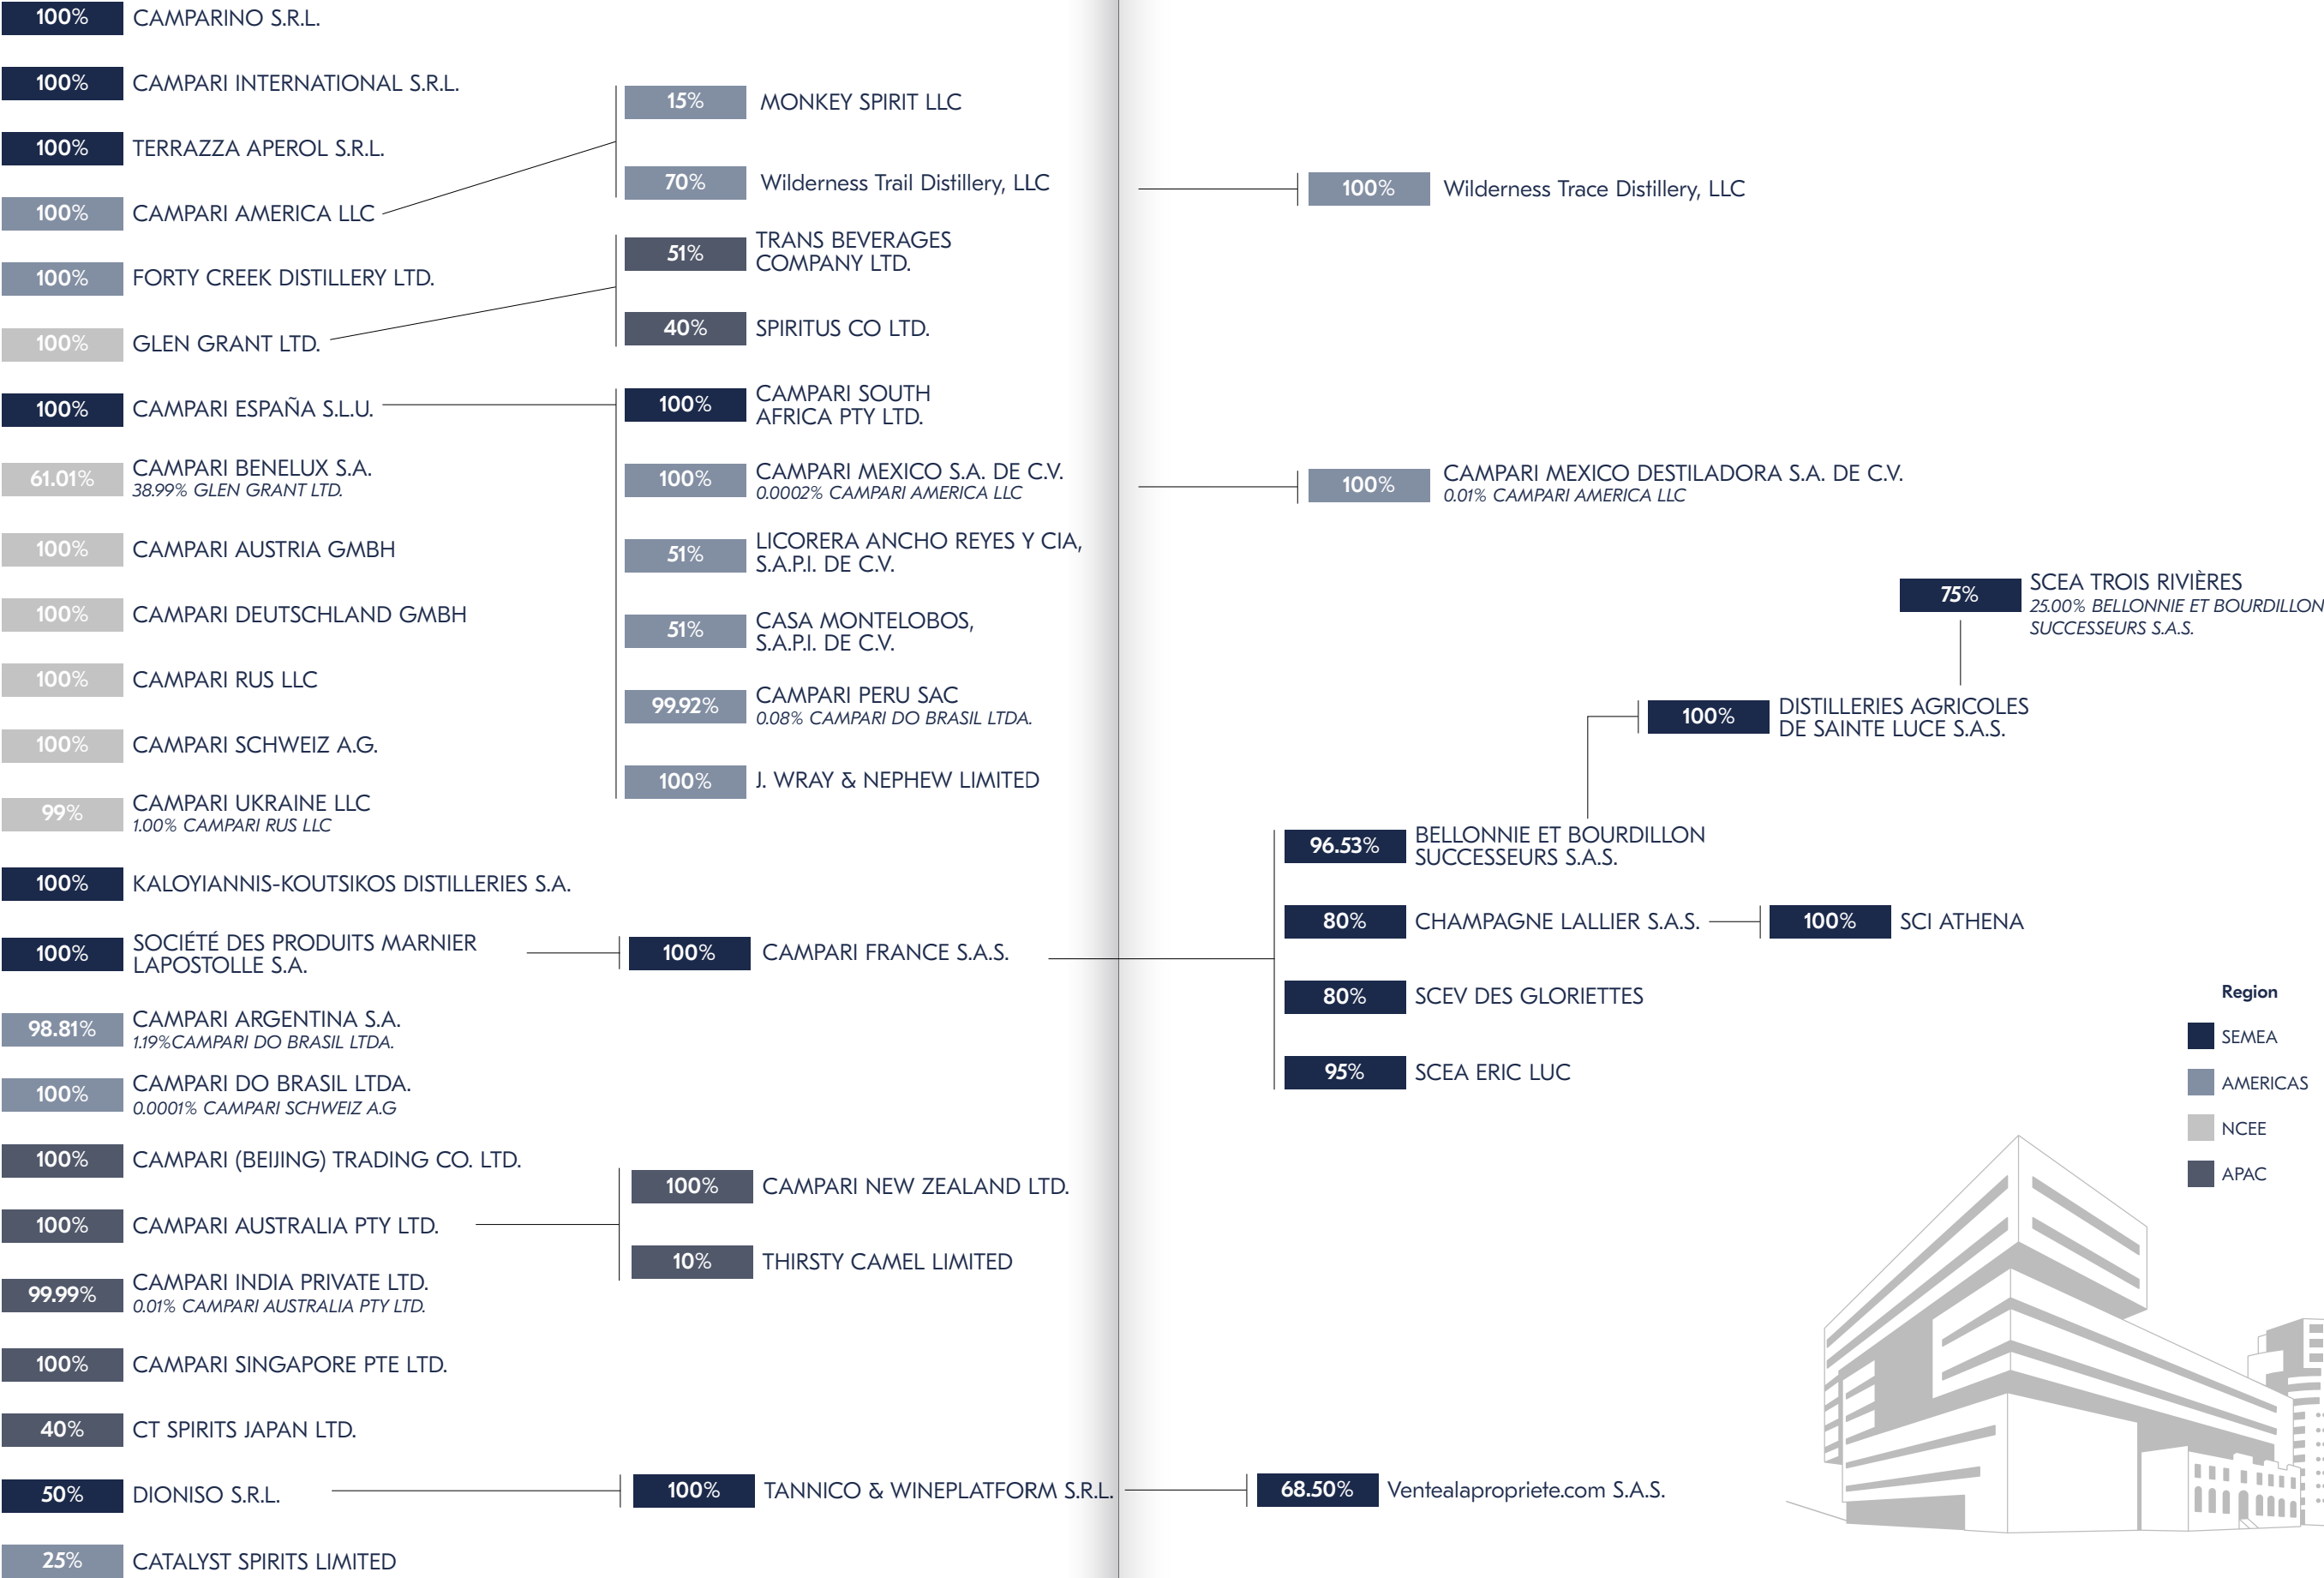 100% CAMPARINO S.R.L.
100% CAMPARI INTERNATIONAL S.R.L.
100% TERRAZZA APEROL S.R.L.
100% CAMPARI AMERICA LLC
100% FORTY CREEK DISTILLERY LTD.
100% GLEN GRANT LTD.
100% CAMPARI ESPAÑA S.L.U.
61.01% CAMPARI BENELUX S.A.
38.99% GLEN GRANT LTD.
100% CAMPARI AUSTRIA GMBH
100% CAMPARI DEUTSCHLAND GMBH
100% CAMPARI RUS LLC
100% CAMPARI SCHWEIZ A.G.
99% CAMPARI UKRAINE LLC
1.00% CAMPARI RUS LLC
100% KALOYIANNIS-KOUTSIKOS DISTILLERIES S.A.
100% SOCIÉTÉ DES PRODUITS MARNIER
LAPOSTOLLE S.A.
98.81% CAMPARI ARGENTINA S.A.
1.19%CAMPARI DO BRASIL LTDA.
100% CAMPARI DO BRASIL LTDA.
0.0001% CAMPARI SCHWEIZ A.G
100% CAMPARI (BEIJING) TRADING CO. LTD.
100% CAMPARI AUSTRALIA PTY LTD.
99.99% CAMPARI INDIA PRIVATE LTD.
0.01% CAMPARI AUSTRALIA PTY LTD.
100% CAMPARI SINGAPORE PTE LTD.
40% CT SPIRITS JAPAN LTD.
50% DIONISO S.R.L.
25% CATALYST SPIRITS LIMITED
15% MONKEY SPIRIT LLC
70% Wilderness Trail Distillery, LLC
51% TRANS BEVERAGES
COMPANY LTD.
40% SPIRITUS CO LTD.
100% CAMPARI SOUTH
AFRICA PTY LTD.
100% CAMPARI MEXICO S.A. DE C.V.
0.0002% CAMPARI AMERICA LLC
51% LICORERA ANCHO REYES Y CIA,
S.A.P.I. DE C.V.
51% CASA MONTELOBOS,
S.A.P.I. DE C.V.
99.92% CAMPARI PERU SAC
0.08% CAMPARI DO BRASIL LTDA.
100% J. WRAY & NEPHEW LIMITED
100% CAMPARI FRANCE S.A.S.
100% CAMPARI NEW ZEALAND LTD.
10% THIRSTY CAMEL LIMITED
100% TANNICO & WINEPLATFORM S.R.L.
100% Wilderness Trace Distillery, LLC
100% CAMPARI MEXICO DESTILADORA S.A. DE C.V.
0.01% CAMPARI AMERICA LLC
75% SCEA TROIS RIVIÈRES
25.00% BELLONNIE ET BOURDILLON
SUCCESSEURS S.A.S.
100% DISTILLERIES AGRICOLES
DE SAINTE LUCE S.A.S.
96.53% BELLONNIE ET BOURDILLON
SUCCESSEURS S.A.S.
80% CHAMPAGNE LALLIER S.A.S.
100% SCI ATHENA
80% SCEV DES GLORIETTES
95% SCEA ERIC LUC
68.50% Ventealapropriete.com S.A.S.
Region
SEMEA
AMERICAS
NCEE
APAC